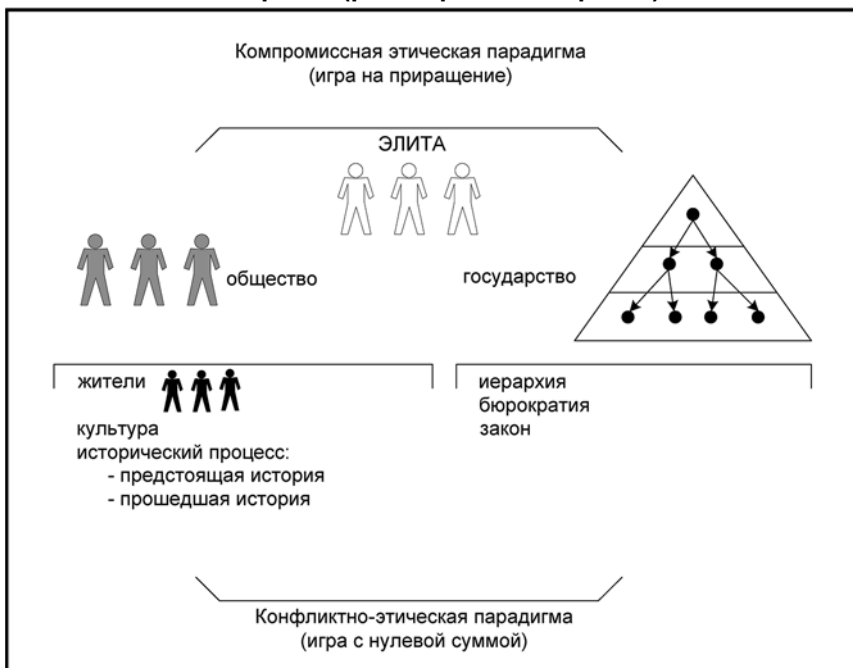 Компромиссная этическая парадигма
(игра на приращение)
ЭЛИТА
общество
государство
жители
культура
исторический процесс:
- предстоящая история
- прошедшая история
иерархия
бюрократия
закон
Конфликтно-этическая парадигма
(игра с нулевой суммой)